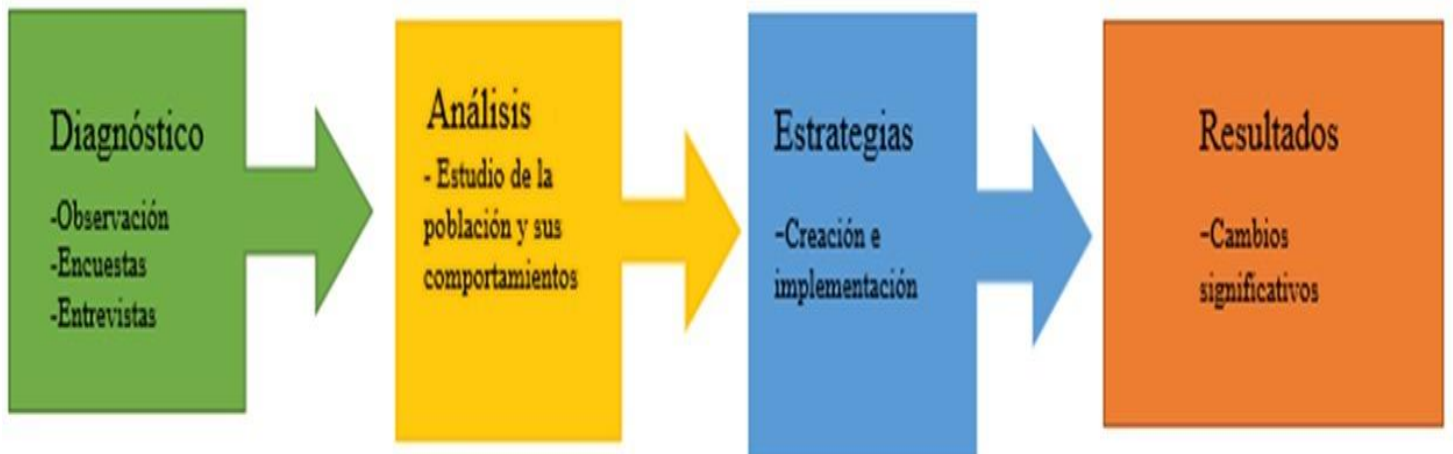 Diagnóstico
-Observación
-Encuestas
-Entrevistas
Análisis
- Estudio de la
población y sus
comportamientos
Estrategias
-Creación e
implementación
Resultados
-Cambios
significativos